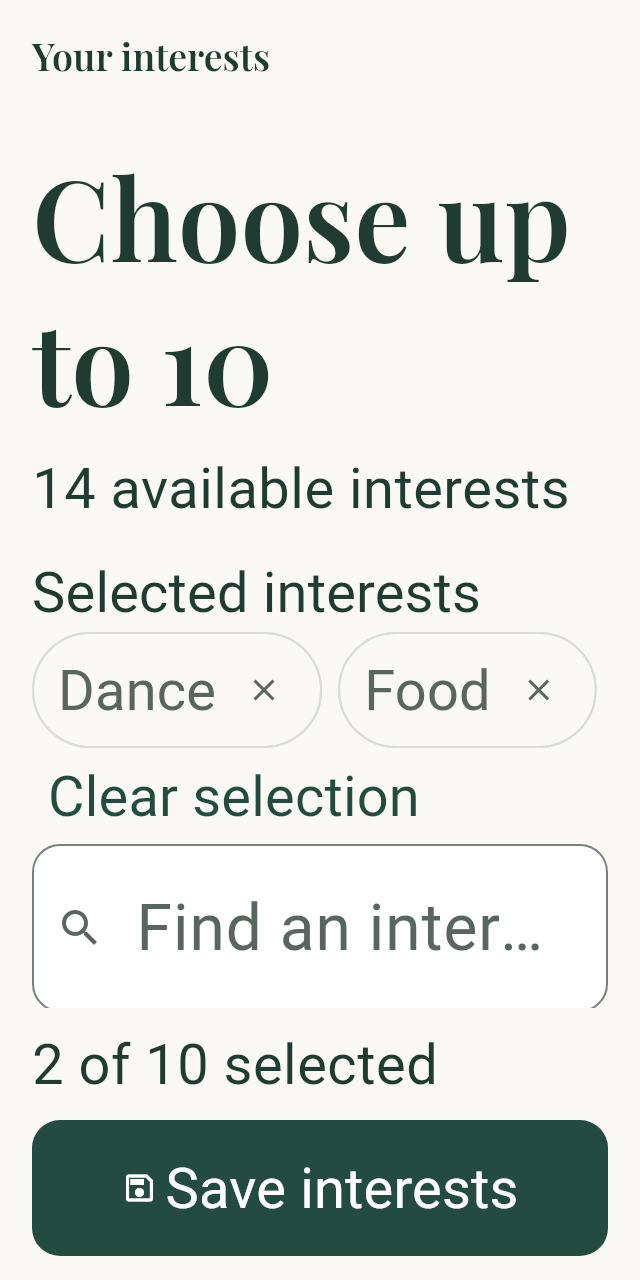 Your interests
Choose up
to 10
14 available interests
Selected interests
Dance × Food ×
Clear selection
Find an inter…
2 of 10 selected
Save interests